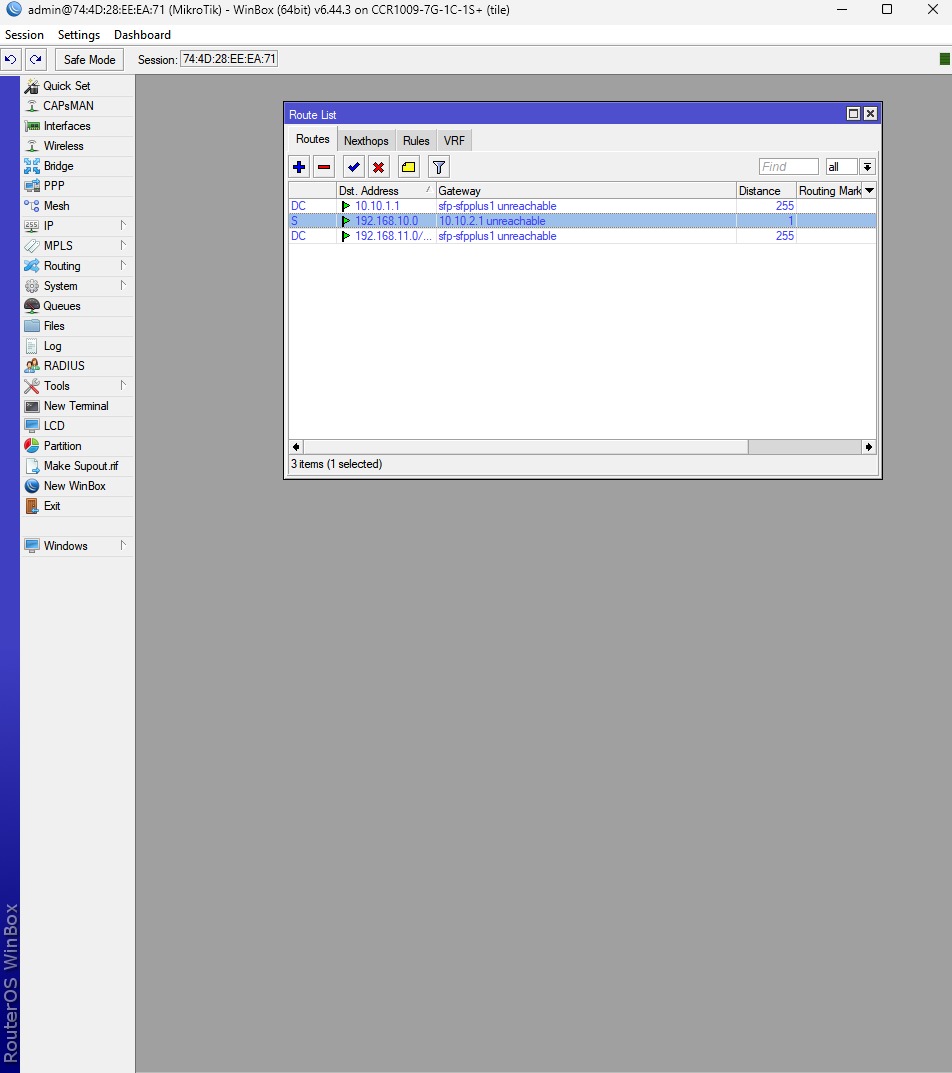 admin@74:4D:28:EE:EA:71 (MikroTik) - WinBox (64bit) v6.44.3 on CCR1009-7G-1C-1S+ (tile)
Session Settings Dashboard
Safe Mode Session: 74:4D:28:EE:EA:71
Quick Set
CAPsMAN
Interfaces
Wireless
Bridge
PPP
Mesh
IP
MPLS
Routing
System
Queues
Files
Log
RADIUS
Tools
New Terminal
LCD
Partition
Make Supout.rif
New WinBox
Exit
Windows
RouterOS WinBox
Route List
Routes Nexthops Rules VRF
Find all
Dst. Address / Gateway Distance Routing Mark
DC 10.10.1.1 sfp-sfpplus1 unreachable 255
S 192.168.10.0 10.10.2.1 unreachable 1
DC 192.168.11.0/... sfp-sfpplus1 unreachable 255
3 items (1 selected)